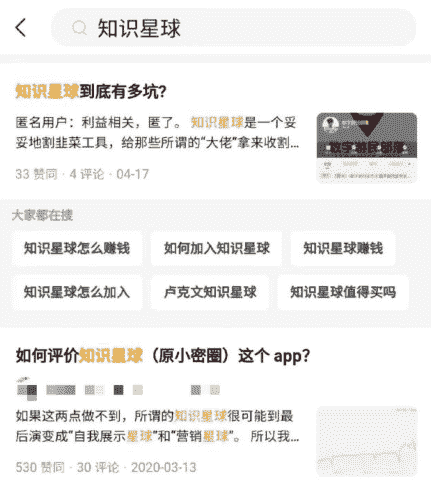 知识星球
知识星球到底有多坑?
匿名用户：利益相关，匿了。 知识星球是一个妥
妥地割韭菜工具，给那些所谓的“大佬”拿来收割...
33 赞同 · 4 评论 · 04-17
大家都在搜
知识星球怎么赚钱 如何加入知识星球 知识星球赚钱
知识星球怎么加入 卢克文知识星球 知识星球值得买吗
如何评价知识星球（原小密圈）这个 app？
如果这两点做不到，所谓的知识星球很可能到最
后演变成“自我展示星球”和“营销星球”。 所以我...
530 赞同 · 30 评论 · 2020-03-13